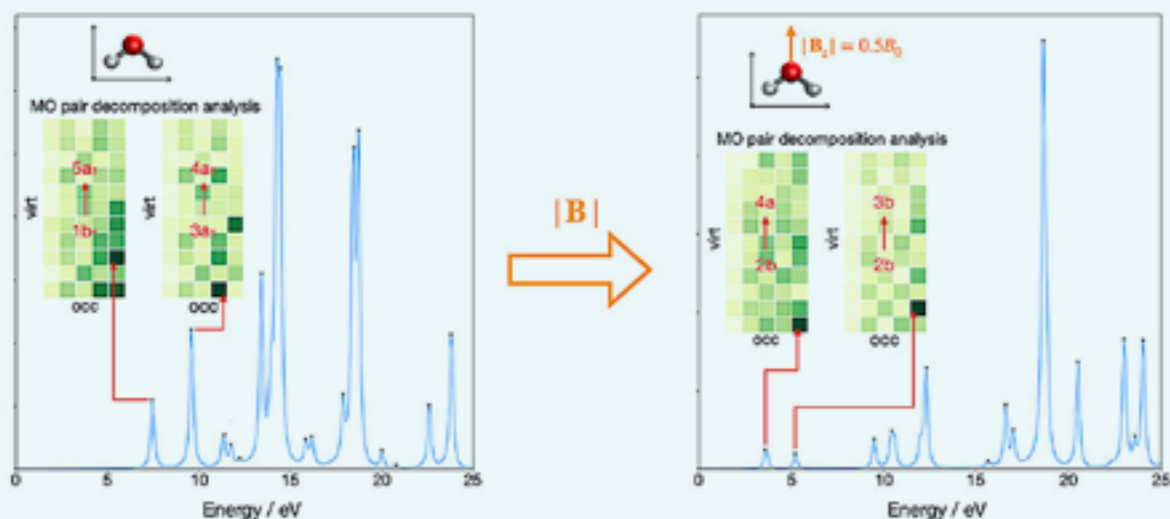 MO pair decomposition analysis
virt
5a₁
1b₁
occ
virt
4a₁
3a₁
occ
0 5 10 15 20 25
Energy / eV
|B|
|B_z| = 0.5B₀
MO pair decomposition analysis
virt
4a
2b
occ
virt
3b
2b
occ
0 5 10 15 20 25
Energy / eV